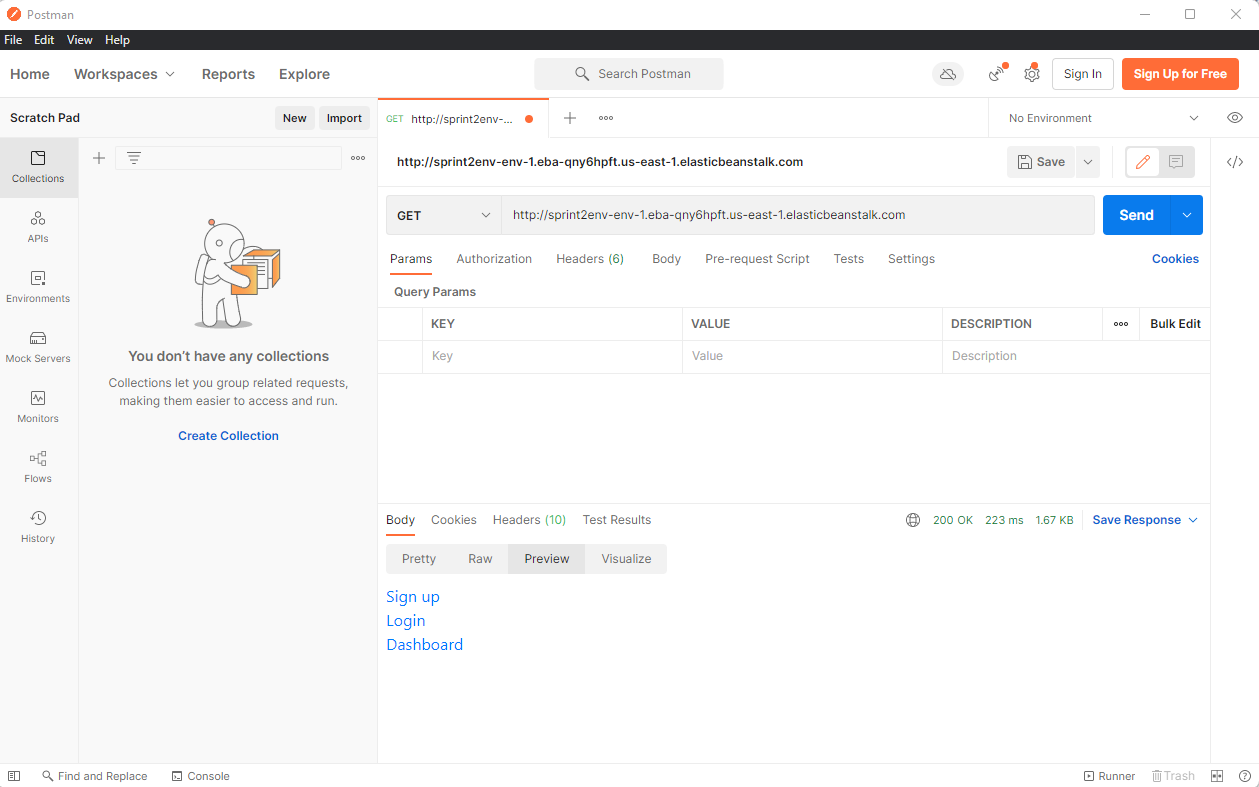 Postman
File Edit View Help
Home Workspaces Reports Explore Search Postman Sign In Sign Up for Free
Scratch Pad New Import GET http://sprint2env-... No Environment
Collections
APIs
Environments
Mock Servers
Monitors
Flows
History
You don't have any collections
Collections let you group related requests,
making them easier to access and run.
Create Collection
http://sprint2env-env-1.eba-qny6hpft.us-east-1.elasticbeanstalk.com Save
GET http://sprint2env-env-1.eba-qny6hpft.us-east-1.elasticbeanstalk.com Send
Params Authorization Headers (6) Body Pre-request Script Tests Settings Cookies
Query Params
KEY VALUE DESCRIPTION Bulk Edit
Key Value Description
Body Cookies Headers (10) Test Results 200 OK 223 ms 1.67 KB Save Response
Pretty Raw Preview Visualize
Sign up
Login
Dashboard
Find and Replace Console Runner Trash